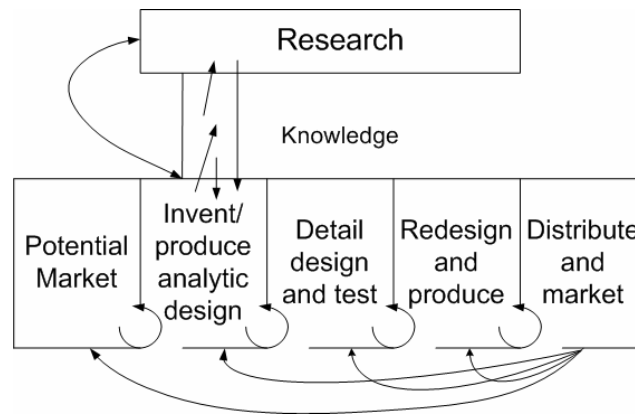 Research
Knowledge
Potential
Market
Invent/
produce
analytic
design
Detail
design
and test
Redesign
and
produce
Distribute
and
market